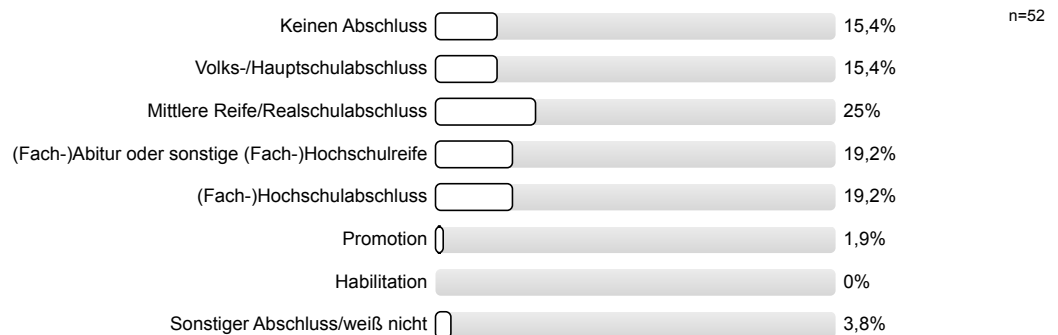 Keinen Abschluss 15,4% n=52
Volks-/Hauptschulabschluss 15,4%
Mittlere Reife/Realschulabschluss 25%
(Fach-)Abitur oder sonstige (Fach-)Hochschulreife 19,2%
(Fach-)Hochschulabschluss 19,2%
Promotion 1,9%
Habilitation 0%
Sonstiger Abschluss/weiß nicht 3,8%